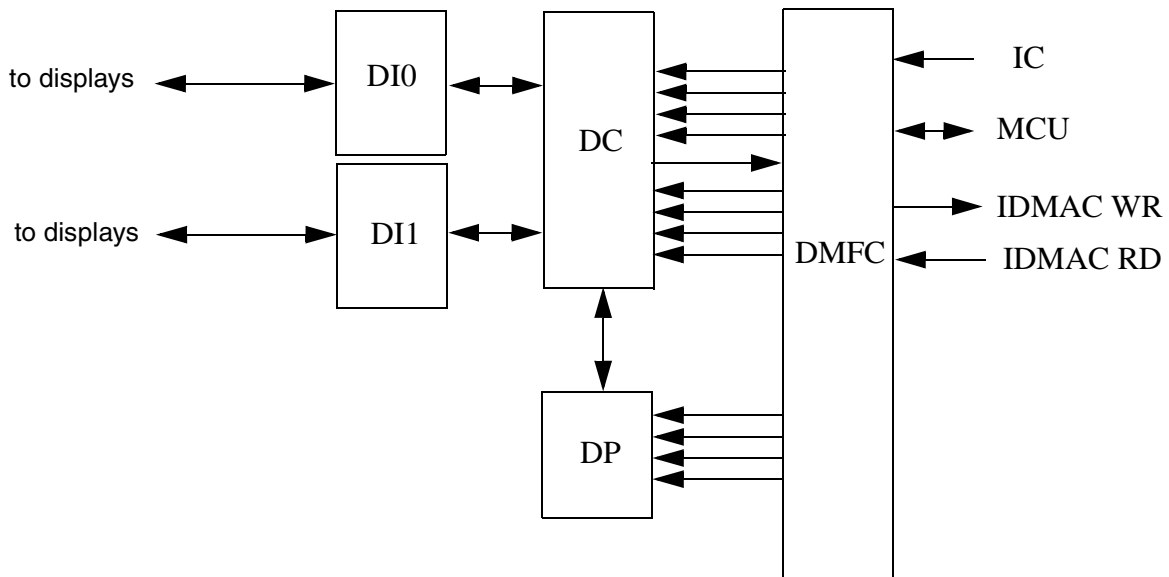 to displays
DI0
DC
IC
MCU
to displays
DI1
IDMAC WR
DMFC
IDMAC RD
DP